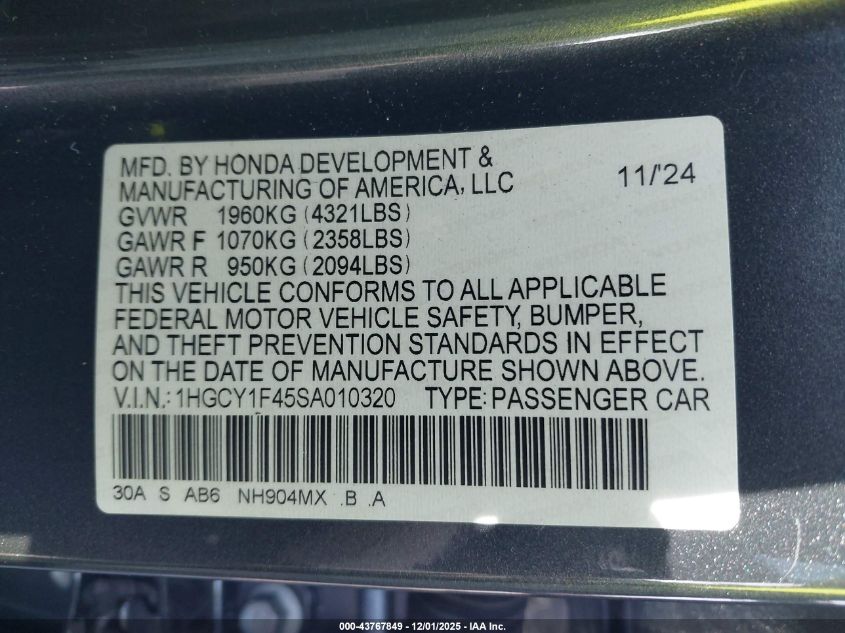 MFD. BY HONDA DEVELOPMENT &
MANUFACTURING OF AMERICA, LLC 11/'24
GVWR 1960KG (4321LBS)
GAWR F 1070KG (2358LBS)
GAWR R 950KG (2094LBS)
THIS VEHICLE CONFORMS TO ALL APPLICABLE
FEDERAL MOTOR VEHICLE SAFETY, BUMPER,
AND THEFT PREVENTION STANDARDS IN EFFECT
ON THE DATE OF MANUFACTURE SHOWN ABOVE.
V.I.N.: 1HGCY1F45SA010320 TYPE: PASSENGER CAR
30A S AB6 NH904MX .B .A
000-43767849 - 12/01/2025 - IAA Inc.